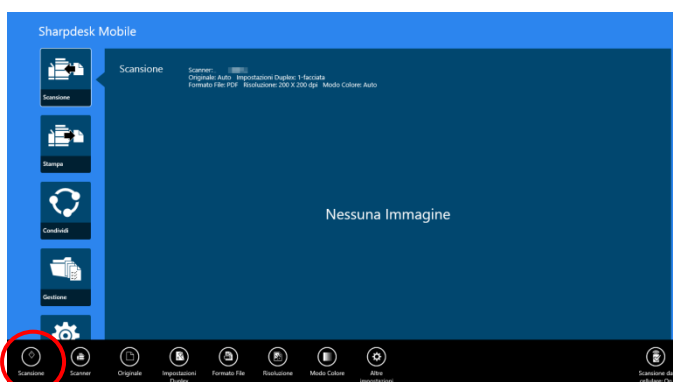 Sharpdesk Mobile
Scansione
Stampa
Condividi
Gestione
Scansione
Scanner:
Originale: Auto Impostazioni Duplex: 1-facciata
Formato File: PDF Risoluzione: 200 X 200 dpi Modo Colore: Auto
Nessuna Immagine
Scansione
Scanner
Originale
Impostazioni
Duplex
Formato File
Risoluzione
Modo Colore
Altre
impostazioni
Scansione da
cellulare: On